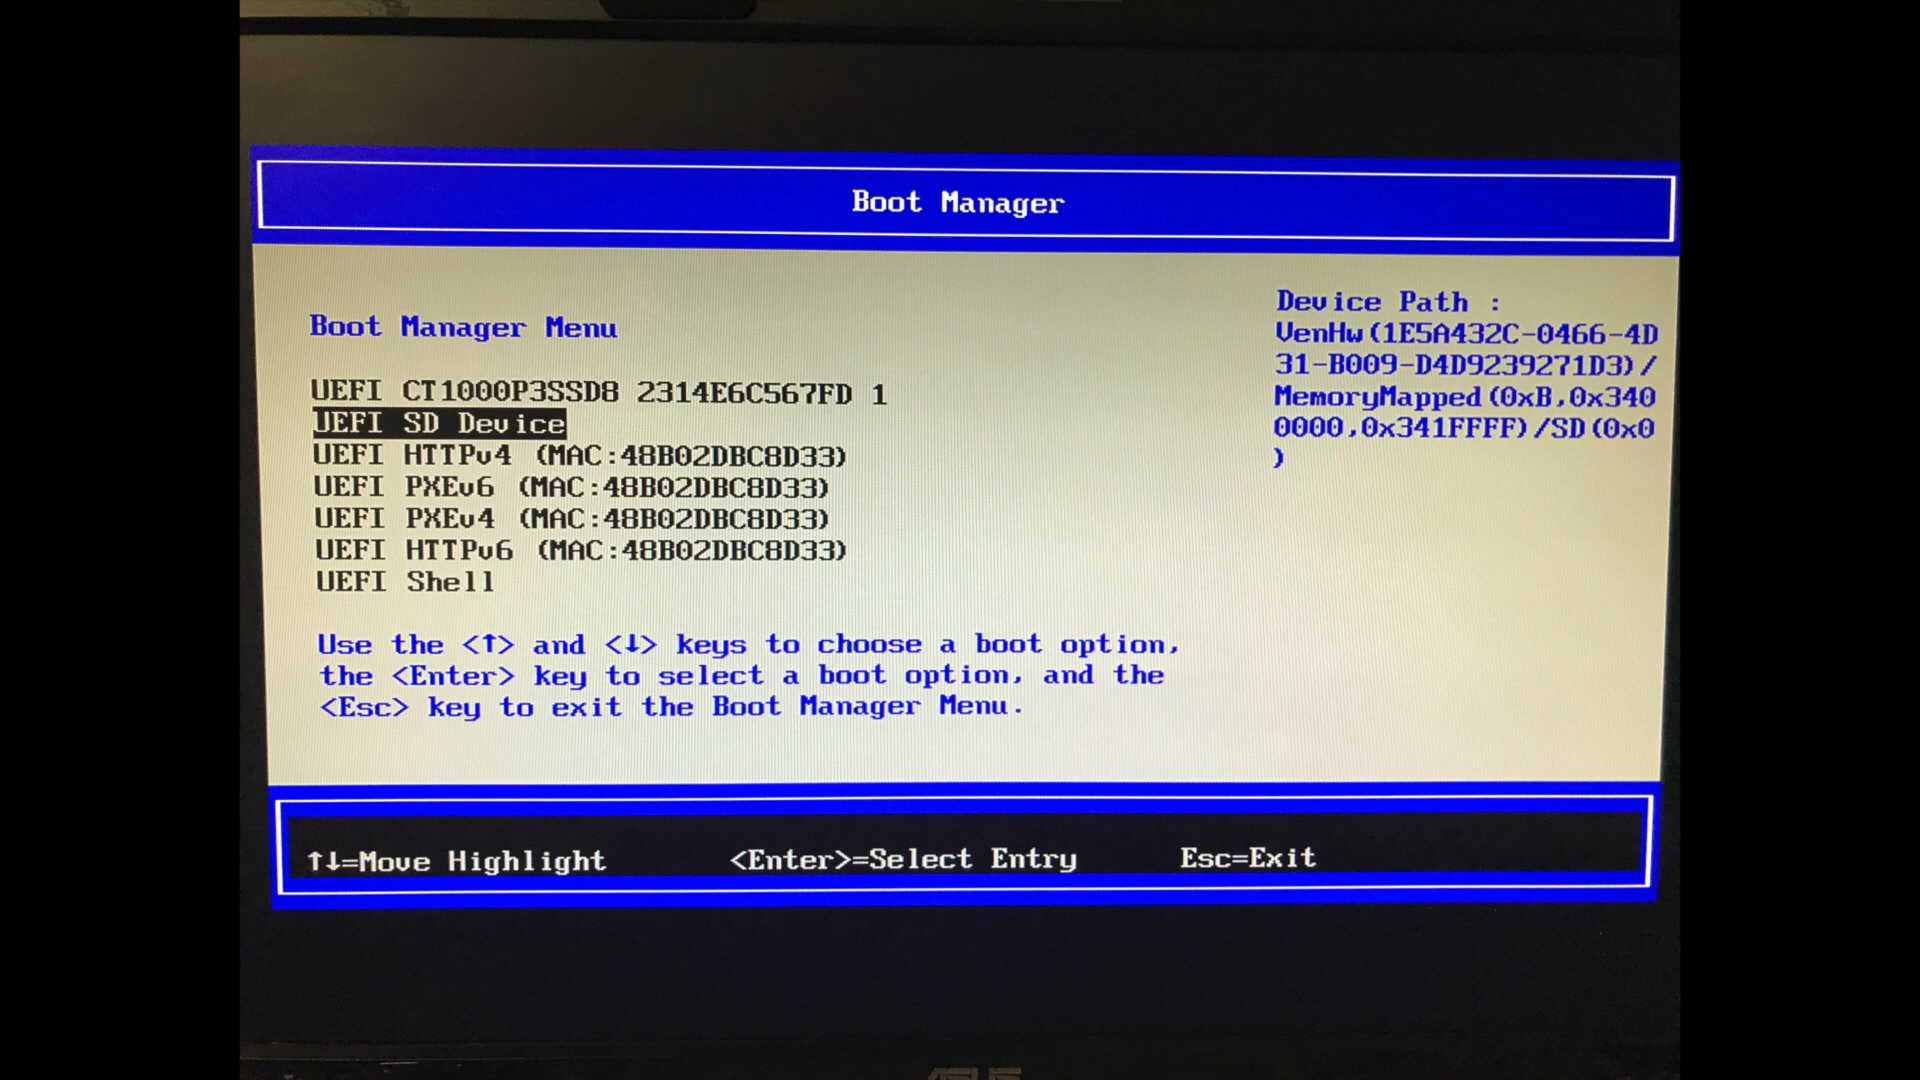 Boot Manager
Boot Manager Menu
UEFI CT1000P3SSD8 2314E6C567FD 1
UEFI SD Device
UEFI HTTPv4 (MAC:48B02DBC8D33)
UEFI PXEv6 (MAC:48B02DBC8D33)
UEFI PXEv4 (MAC:48B02DBC8D33)
UEFI HTTPv6 (MAC:48B02DBC8D33)
UEFI Shell
Use the <↑> and <↓> keys to choose a boot option,
the <Enter> key to select a boot option, and the
<Esc> key to exit the Boot Manager Menu.
Device Path :
VenHw(1E5A432C-0466-4D
31-B009-D4D9239271D3)/
MemoryMapped(0xB,0x340
0000,0x341FFFF)/SD(0x0
)
↑↓=Move Highlight <Enter>=Select Entry Esc=Exit
ASUS